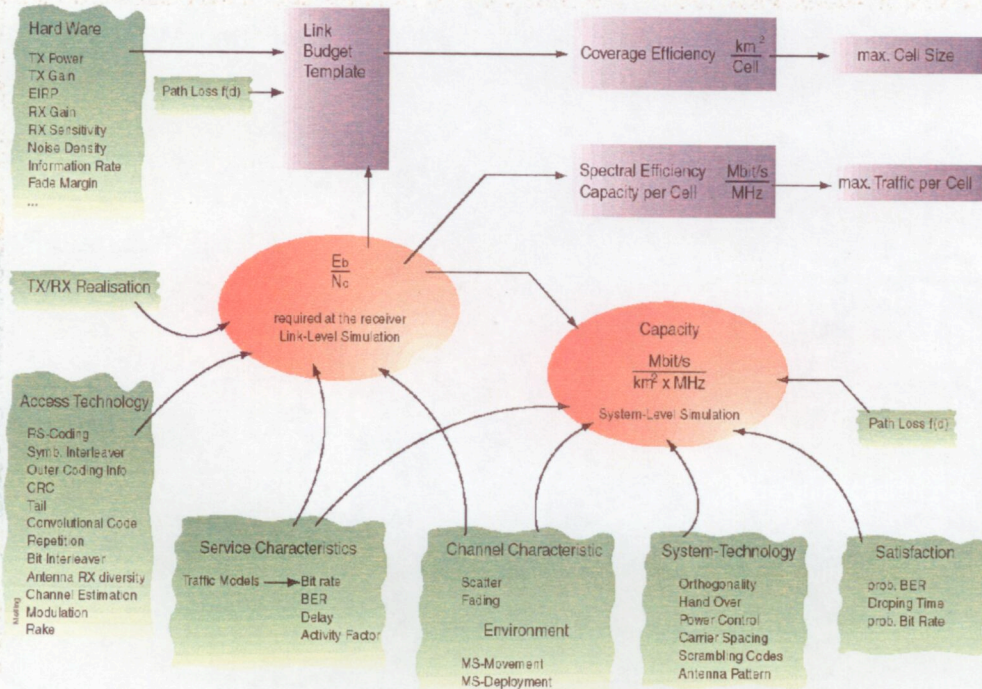 Hard Ware
TX Power
TX Gain
EIRP
RX Gain
RX Sensitivity
Noise Density
Information Rate
Fade Margin
...
Path Loss f(d)
Link
Budget
Template
Coverage Efficiency km²
Cell
max. Cell Size
Spectral Efficiency Mbit/s
Capacity per Cell MHz
max. Traffic per Cell
TX/RX Realisation
Eb
No
required at the receiver
Link-Level Simulation
Capacity
Mbit/s
km² x MHz
System-Level Simulation
Path Loss f(d)
Access Technology
RS-Coding
Symb. Interleaver
Outer Coding Info
CRC
Tail
Convolutional Code
Repetition
Bit Interleaver
Antenna RX diversity
Channel Estimation
Modulation
Rake
Service Characteristics
Traffic Models
Bit rate
BER
Delay
Activity Factor
Channel Characteristic
Scatter
Fading
Environment
MS-Movement
MS-Deployment
System-Technology
Orthogonality
Hand Over
Power Control
Carrier Spacing
Scrambling Codes
Antenna Pattern
Satisfaction
prob. BER
Droping Time
prob. Bit Rate